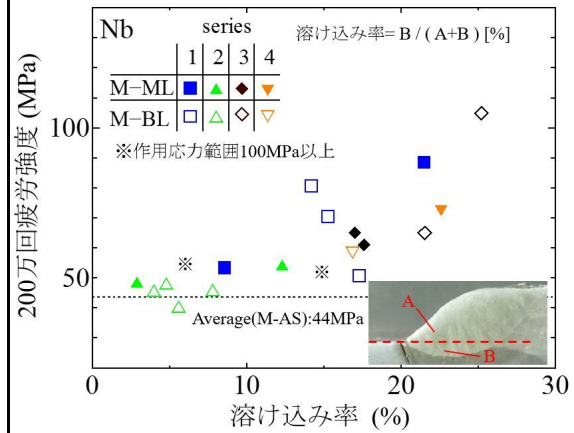 Nb
series
溶け込み率= B / ( A+B ) [%]
1 2 3 4
M−ML
M−BL
※作用応力範囲100MPa以上
200万回疲労強度 (MPa)
100
50
※
※
Average(M-AS):44MPa
A
B
0 10 20 30
溶け込み率 (%)